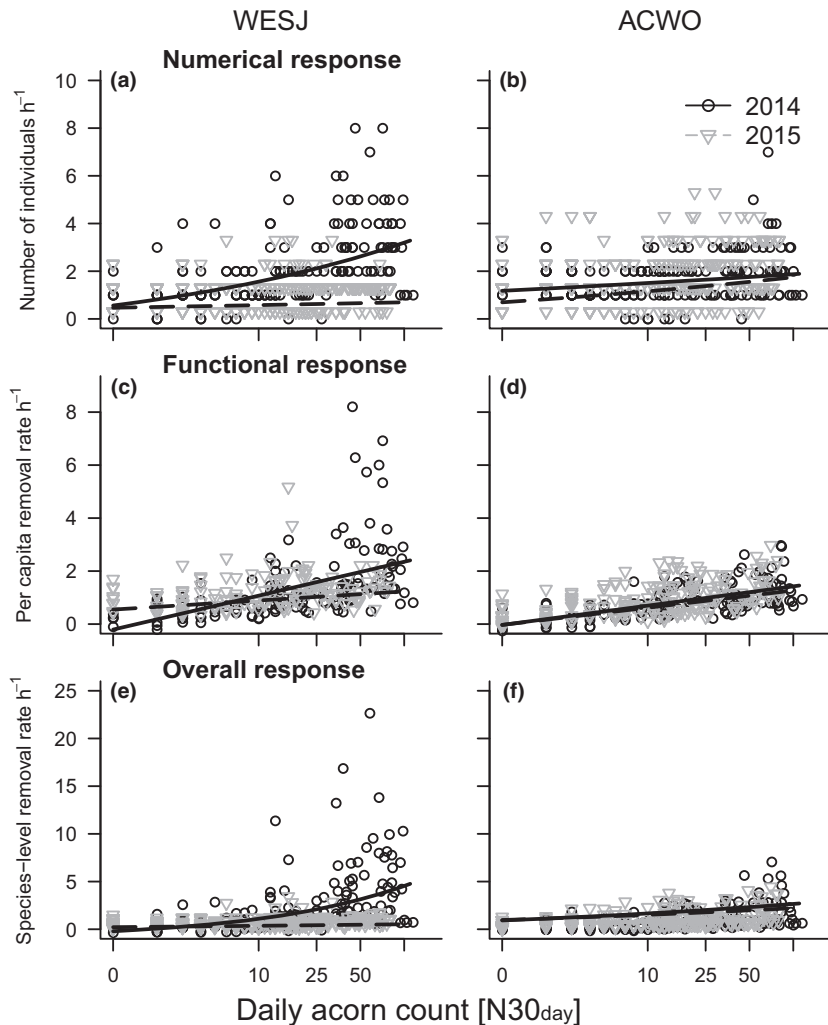 WESJ
ACWO
Numerical response
(a)
(b)
2014
2015
Number of individuals h⁻¹
10
8
6
4
2
0
Functional response
(c)
(d)
Per capita removal rate h⁻¹
8
6
4
2
0
Overall response
(e)
(f)
Species−level removal rate h⁻¹
25
20
15
10
5
0
0 10 25 50
0 10 25 50
Daily acorn count [N30day]